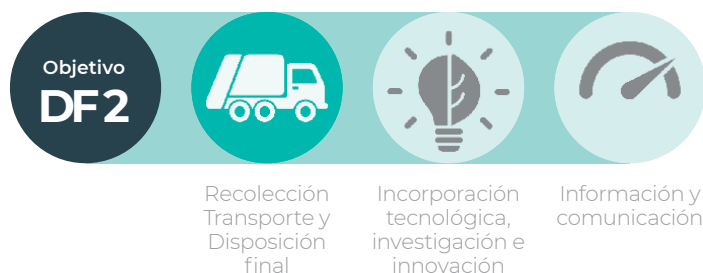 Objetivo
DF2
Recolección
Transporte y
Disposición
final
Incorporación
tecnológica,
investigación e
innovación
Información y
comunicación